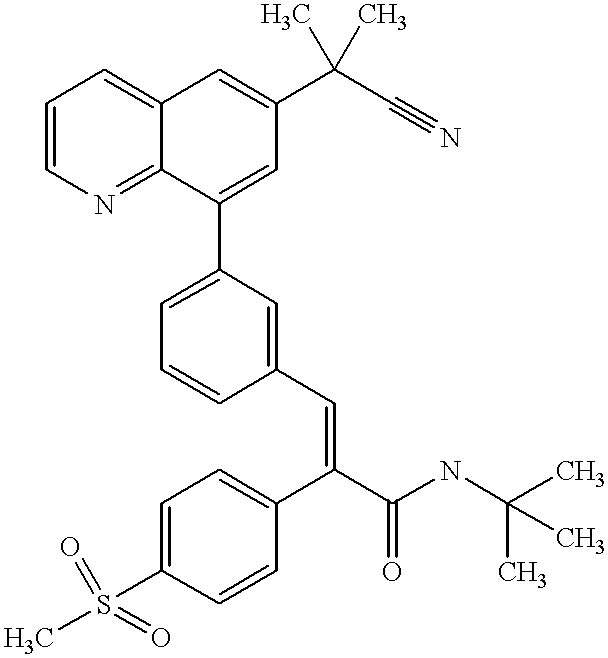 H₃C CH₃
N
N
N CH₃
CH₃
O CH₃
O
S
H₃C O